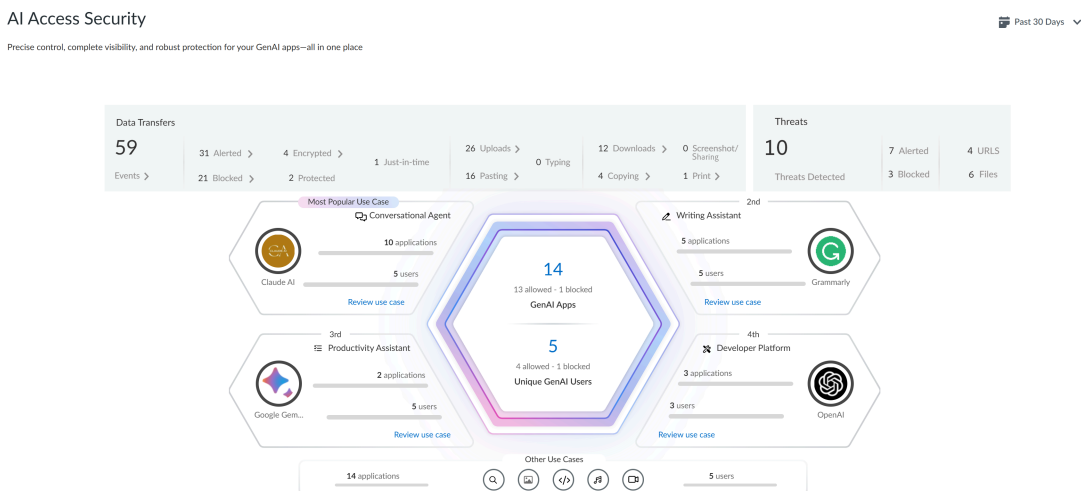 AI Access Security
Past 30 Days
Precise control, complete visibility, and robust protection for your GenAI apps—all in one place
Data Transfers
59
Events
31 Alerted
21 Blocked
4 Encrypted
2 Protected
1 Just-in-time
26 Uploads
16 Pasting
0 Typing
12 Downloads
4 Copying
0 Screenshot/
Sharing
1 Print
Threats
10
Threats Detected
7 Alerted
3 Blocked
4 URLS
6 Files
Most Popular Use Case
Conversational Agent
10 applications
5 users
Claude AI
Review use case
2nd
Writing Assistant
5 applications
5 users
Grammarly
Review use case
14
13 allowed - 1 blocked
GenAI Apps
5
4 allowed - 1 blocked
Unique GenAI Users
3rd
Productivity Assistant
2 applications
5 users
Google Gem...
Review use case
4th
Developer Platform
3 applications
3 users
OpenAI
Review use case
Other Use Cases
14 applications
5 users